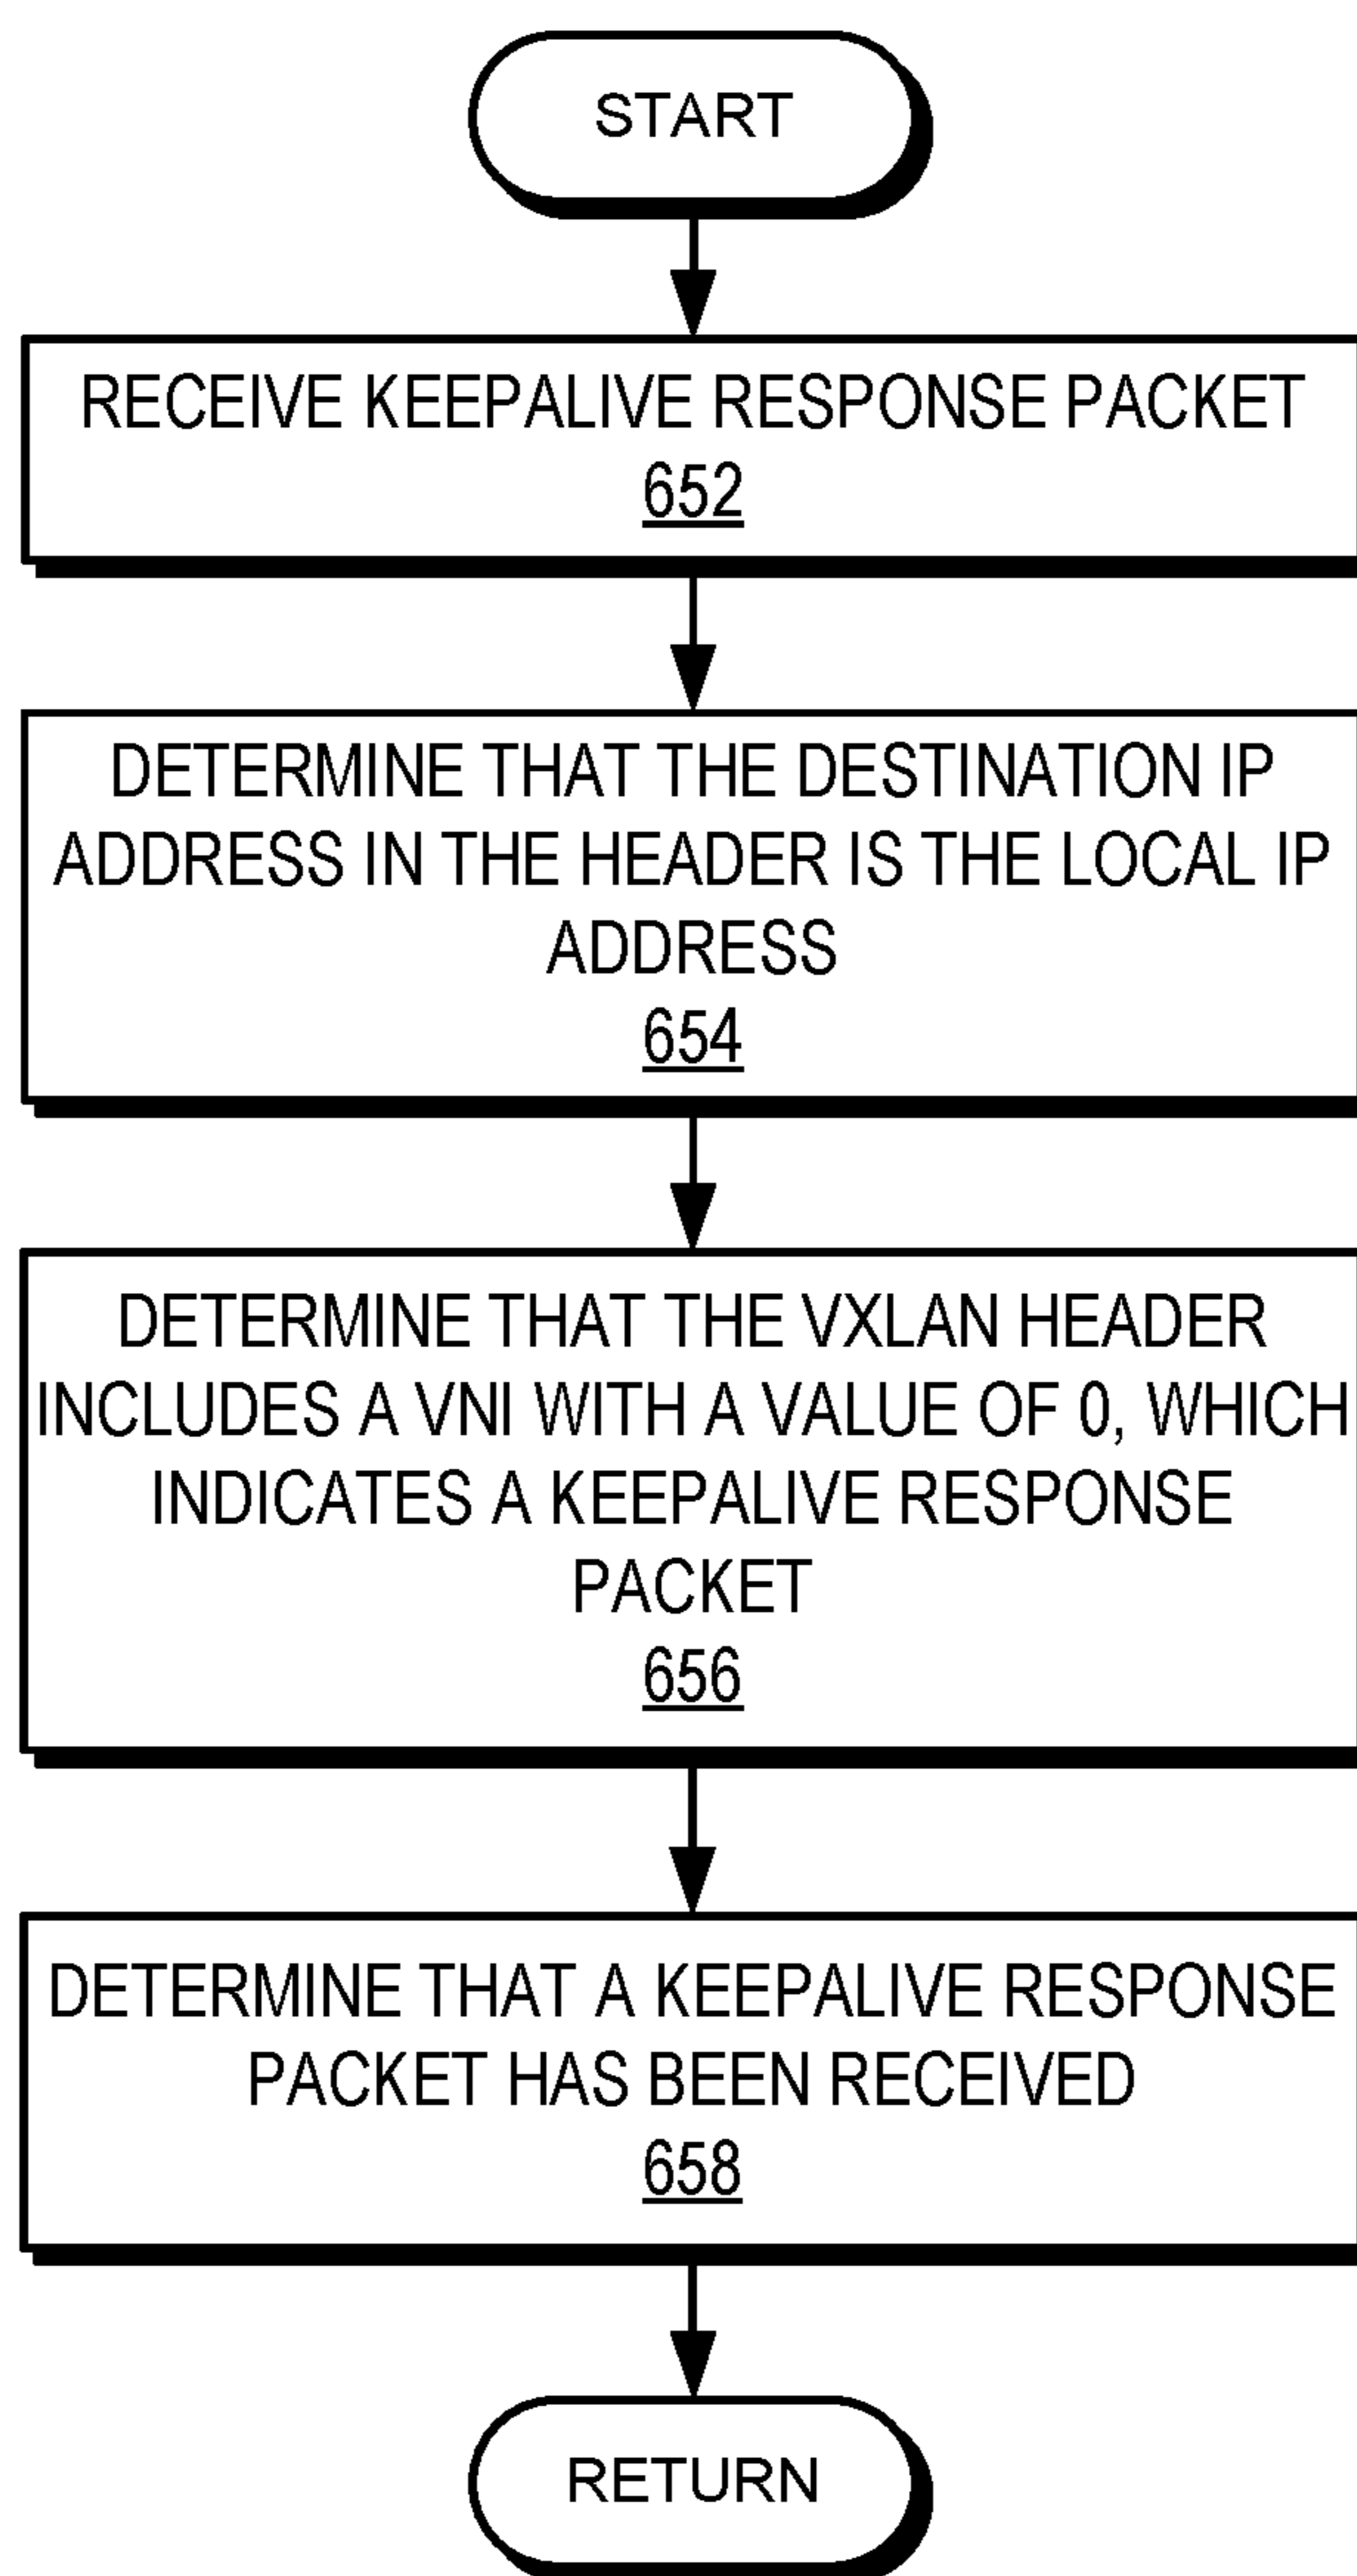 START
RECEIVE KEEPALIVE RESPONSE PACKET
652
DETERMINE THAT THE DESTINATION IP
ADDRESS IN THE HEADER IS THE LOCAL IP
ADDRESS
654
DETERMINE THAT THE VXLAN HEADER
INCLUDES A VNI WITH A VALUE OF 0, WHICH
INDICATES A KEEPALIVE RESPONSE
PACKET
656
DETERMINE THAT A KEEPALIVE RESPONSE
PACKET HAS BEEN RECEIVED
658
RETURN